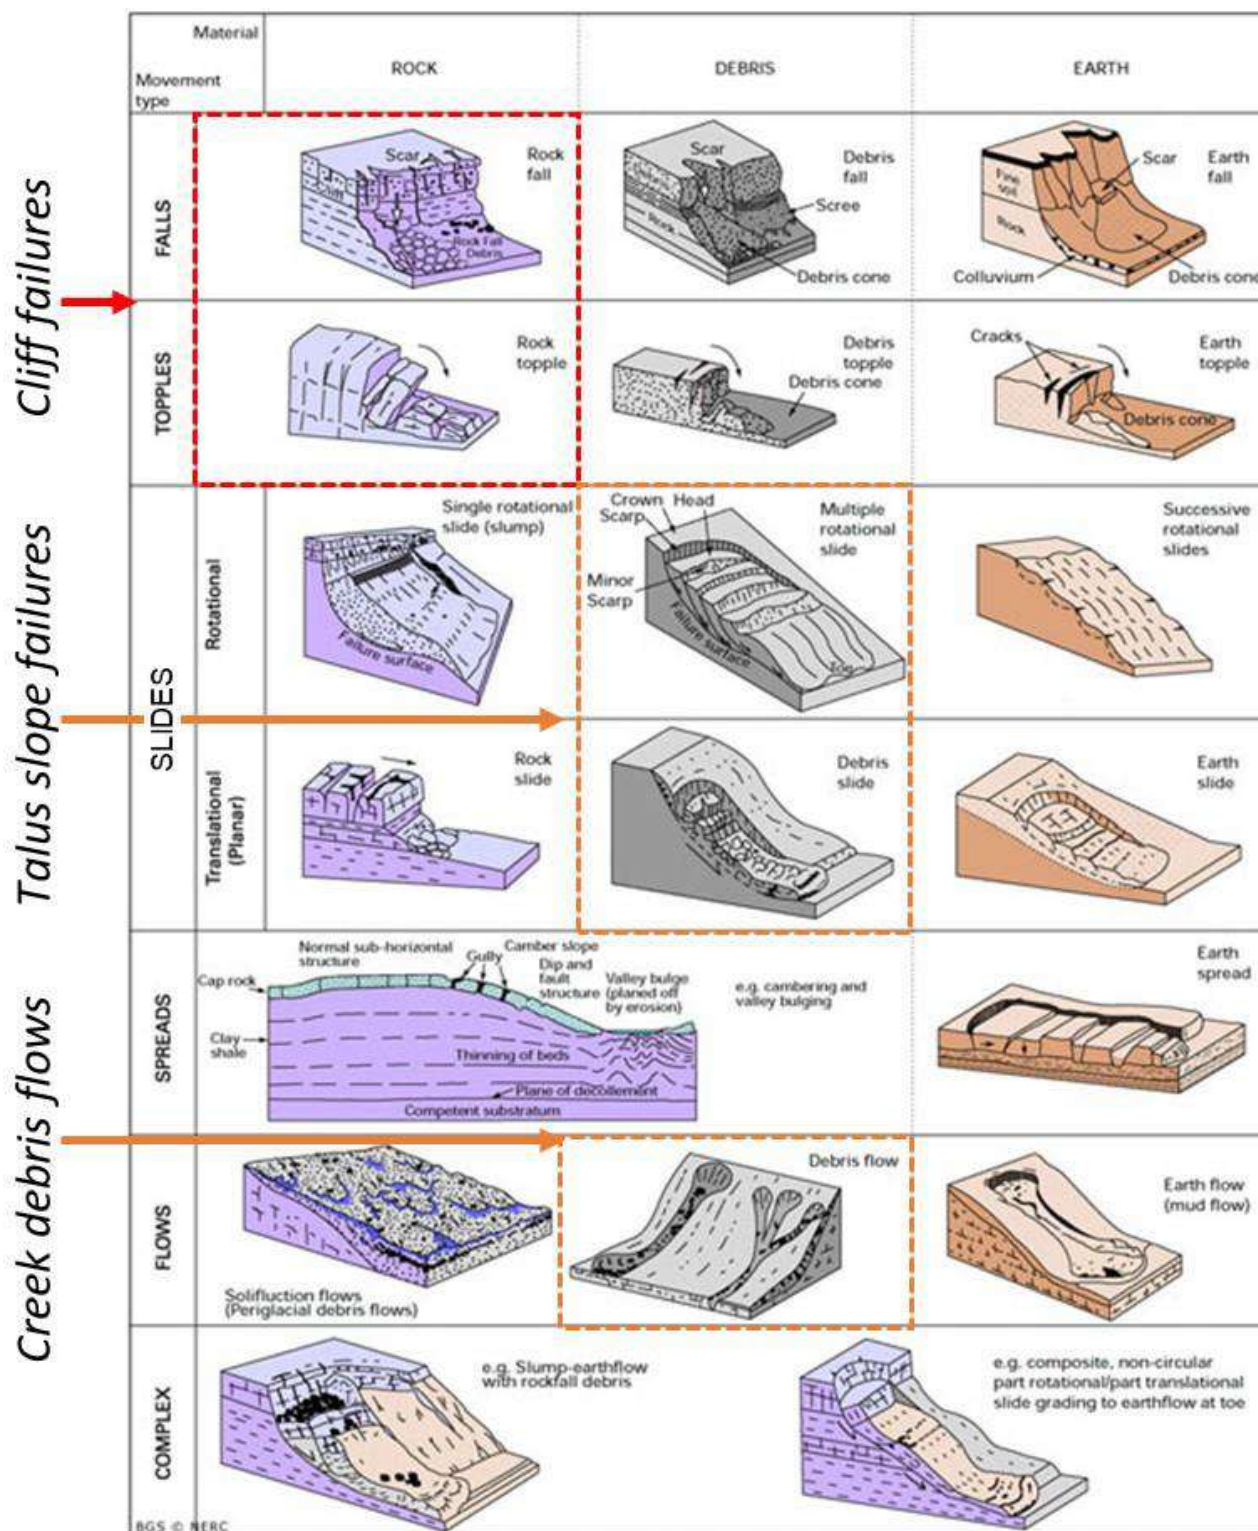 Material
Movement
type
ROCK
DEBRIS
EARTH
Cliff failures
FALLS
Scar
Rock
fall
Cliff
Rock Fall
Debris
Scar
Debris
fall
Debris
Rock
Scree
Debris cone
Scar
Earth
fall
Fine
soil
Rock
Colluvium
Debris cone
TOPPLES
Rock
topple
Debris
topple
Debris cone
Cracks
Earth
topple
Debris cone
Talus slope failures
SLIDES
Rotational
Single rotational
slide (slump)
Failure surface
Crown
Head
Scarp
Minor
Scarp
Failure surface
Toe
Multiple
rotational
slide
Successive
rotational
slides
Translational
(Planar)
Rock
slide
Debris
slide
Earth
slide
Creek debris flows
SPREADS
Normal sub-horizontal
structure
Cap rock
Gully
Camber slope
Dip and
fault
structure
Valley bulge
(planed off
by erosion)
Clay
shale
Thinning of beds
Plane of decollement
Competent substratum
e.g. cambering and
valley bulging
Earth
spread
FLOWS
Solifluction flows
(Periglacial debris flows)
Debris flow
Earth flow
(mud flow)
COMPLEX
e.g. Slump-earthflow
with rockfall debris
e.g. composite, non-circular
part rotational/part translational
slide grading to earthflow at toe
BGS © NERC